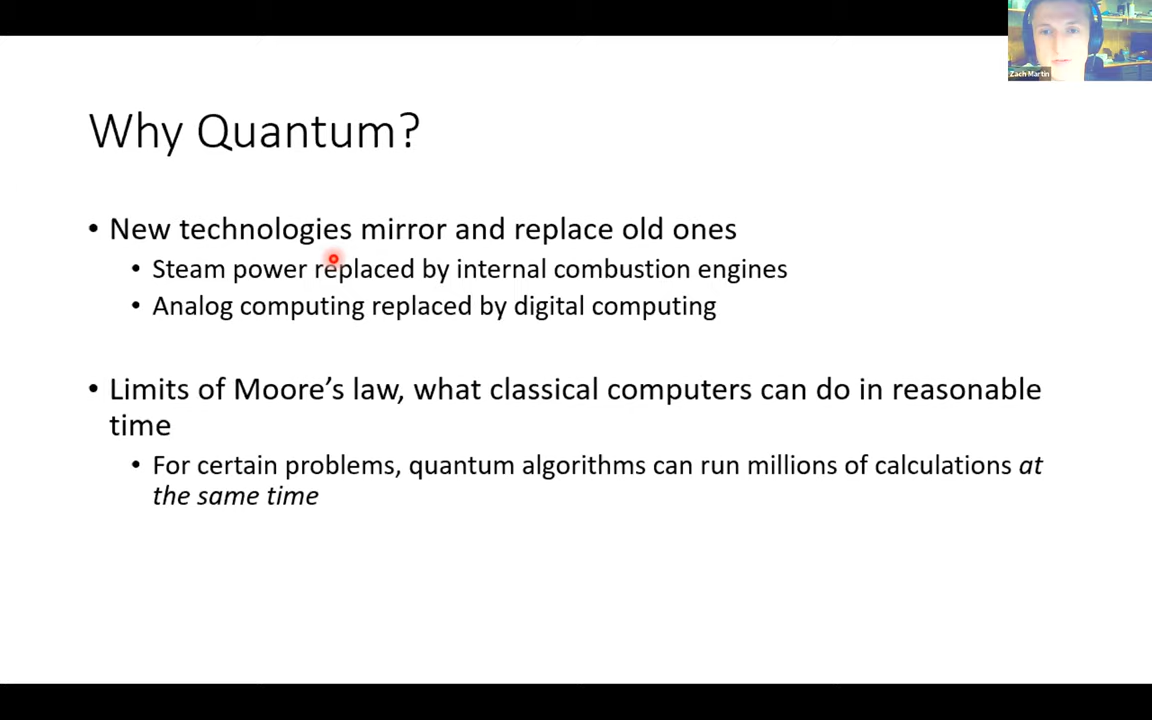 Zach Martin
Why Quantum?
• New technologies mirror and replace old ones
• Steam power replaced by internal combustion engines
• Analog computing replaced by digital computing
• Limits of Moore’s law, what classical computers can do in reasonable
time
• For certain problems, quantum algorithms can run millions of calculations at
the same time